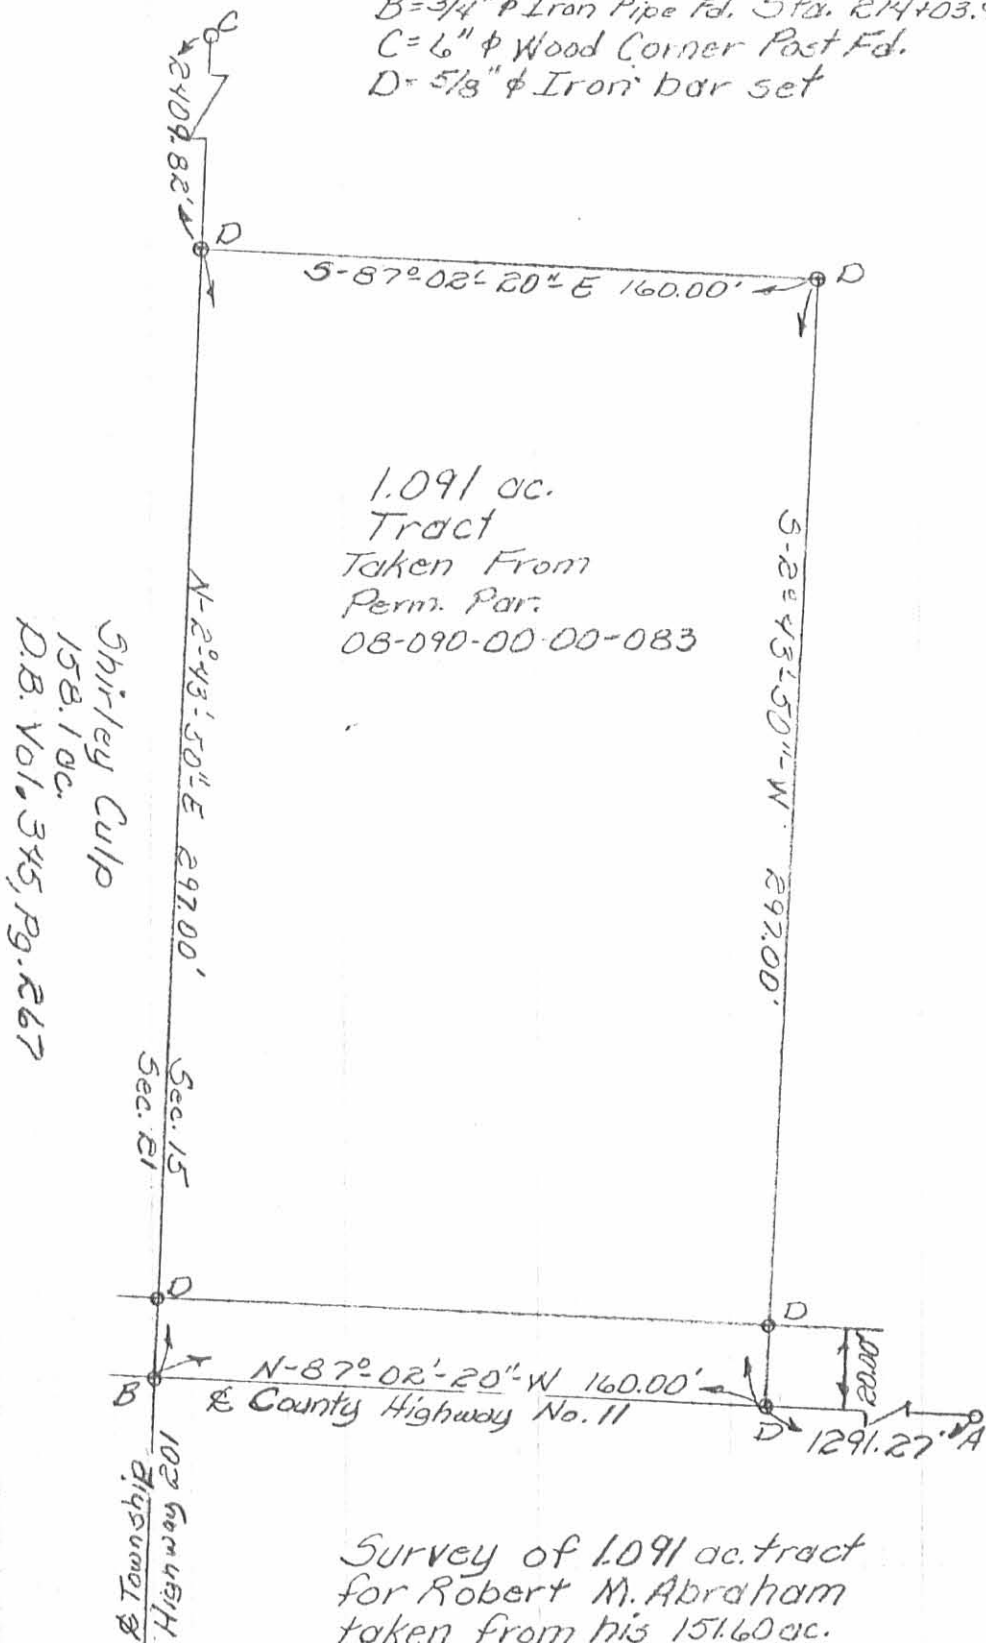 B=3/4" φ Iron Pipe Fd. Sta. 214+03.
C=6" φ Wood Corner Post Fd.
D=5/8" φ Iron bar set
C
2409.82'
D
S-87°-02'-20"-E 160.00'
D
1.091 ac.
Tract
Taken From
Perm. Par.
08-090-00-00-083
N-2°-43'-50"-E 297.00'
S-2°-43'-50"-W 297.00'
Shirley Culp
158.1 ac.
D.B. Vol. 345, Pg. 267
Sec. 15
Sec. 21
D
D
20.00'
N-87°-02'-20"-W 160.00'
B
℄ County Highway No. 11
D
1291.27'
A
℄ Township
Highway 102
Survey of 1.091 ac. tract
for Robert M. Abraham
taken from his 151.60 ac.